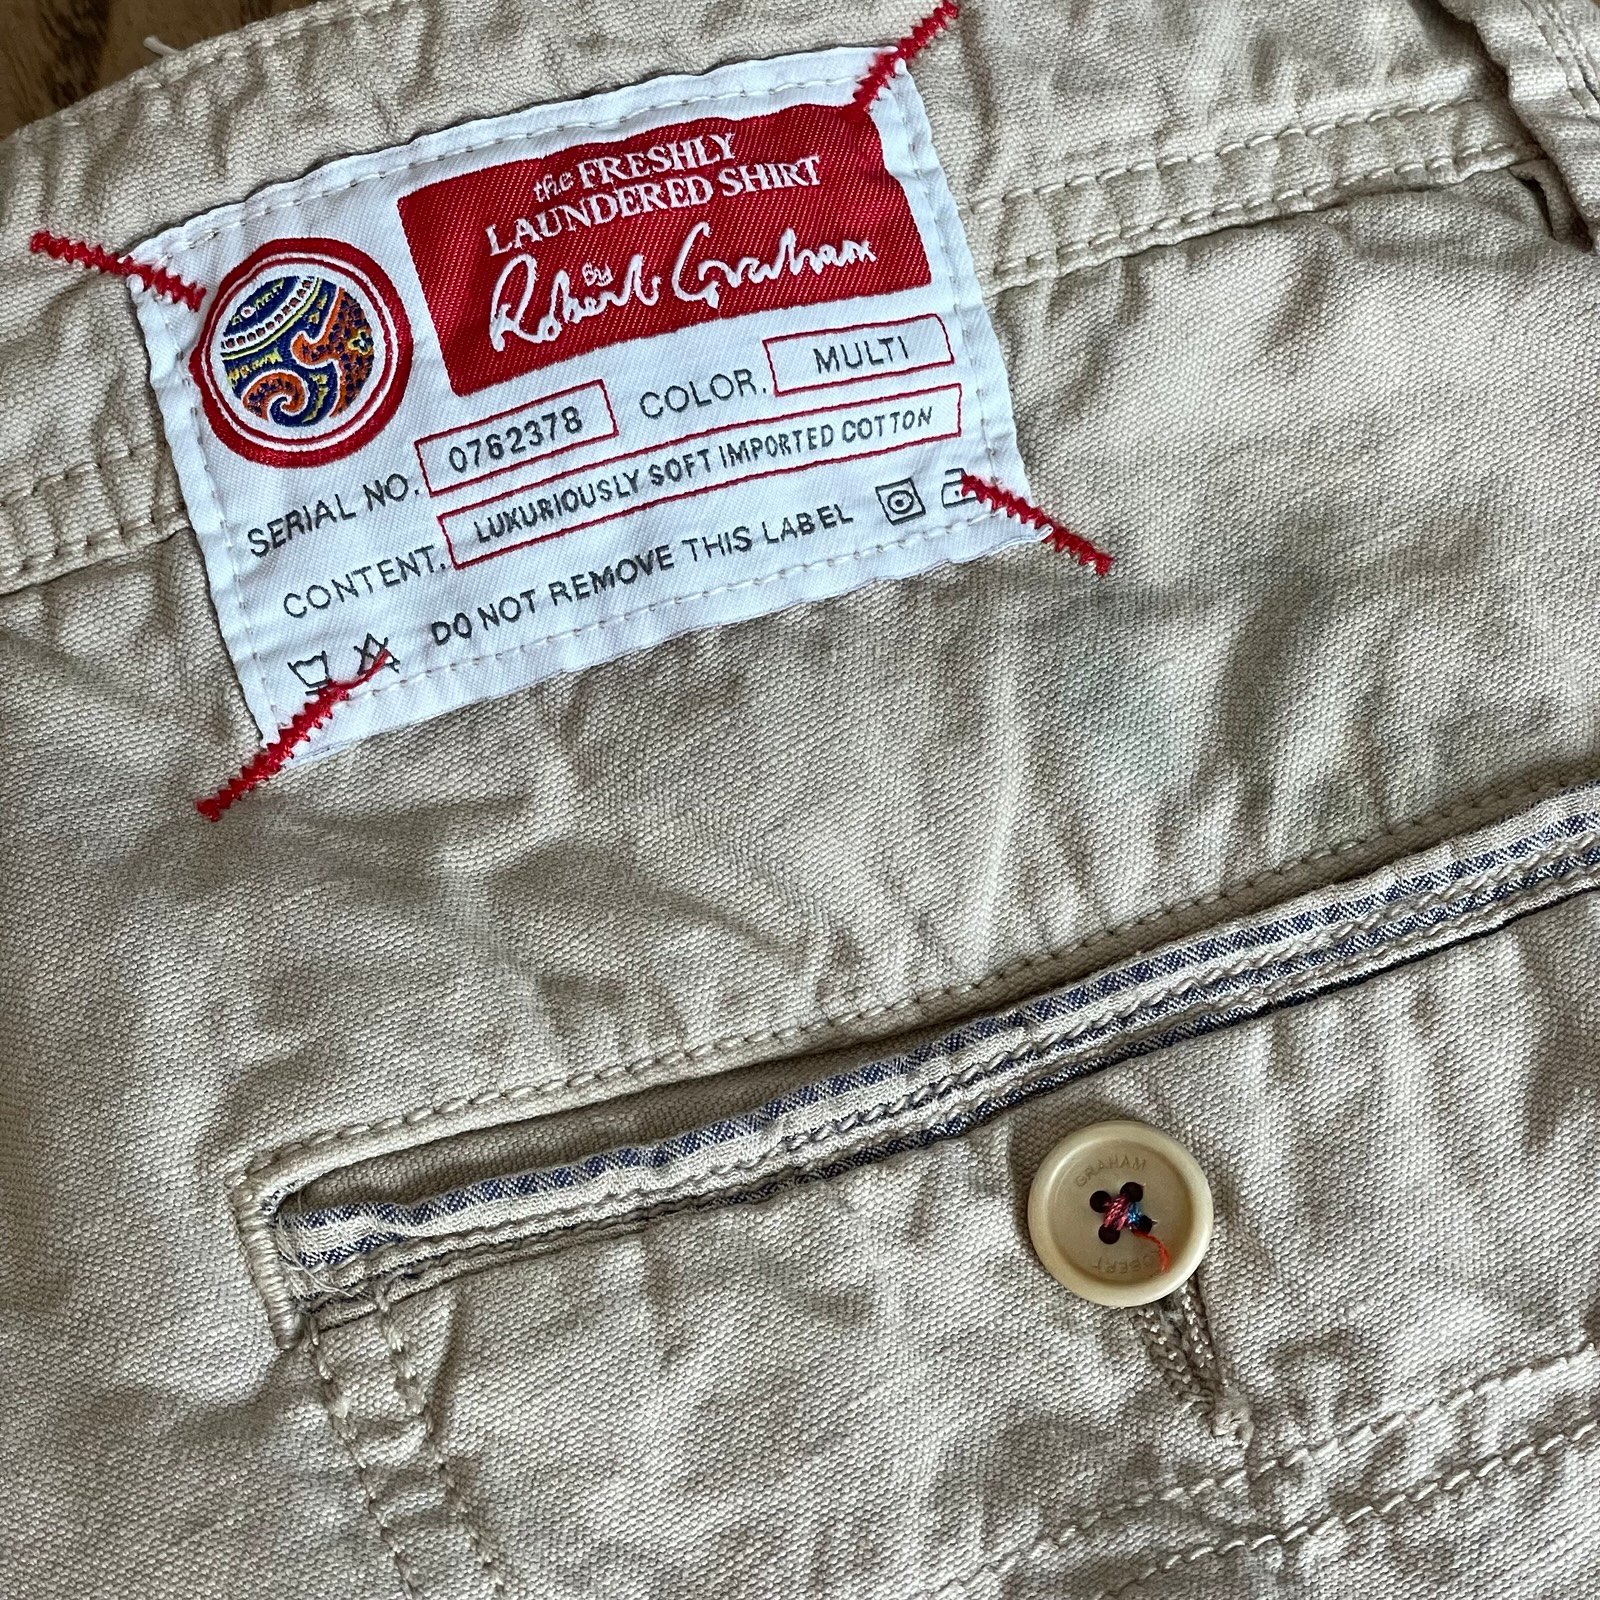 the FRESHLY
LAUNDERED SHIRT
By
Robert Graham
SERIAL NO. 0762378 COLOR. MULTI
CONTENT. LUXURIOUSLY SOFT IMPORTED COTTON
DO NOT REMOVE THIS LABEL
GRAHAM